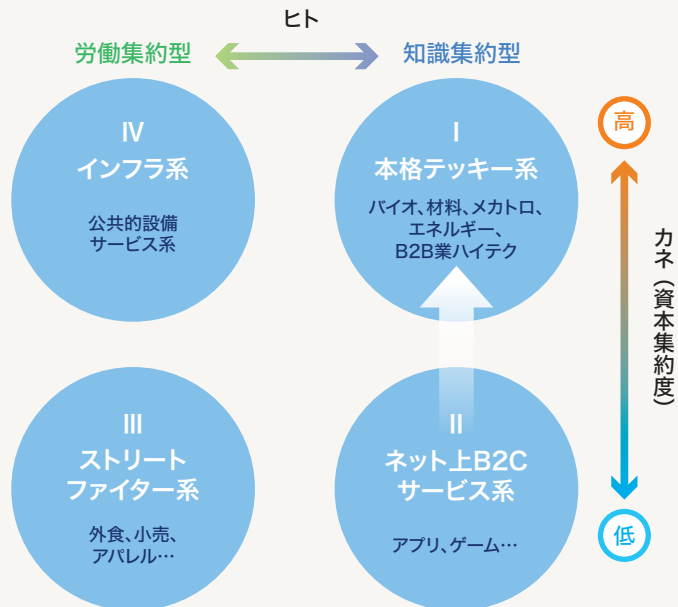 ヒト
労働集約型
知識集約型
Ⅳ
インフラ系
公共的設備
サービス系
Ⅰ
本格テッキー系
バイオ、材料、メカトロ、
エネルギー、
B2B業ハイテク
高
カネ（資本集約度）
Ⅲ
ストリート
ファイター系
外食、小売、
アパレル…
Ⅱ
ネット上B2C
サービス系
アプリ、ゲーム…
低